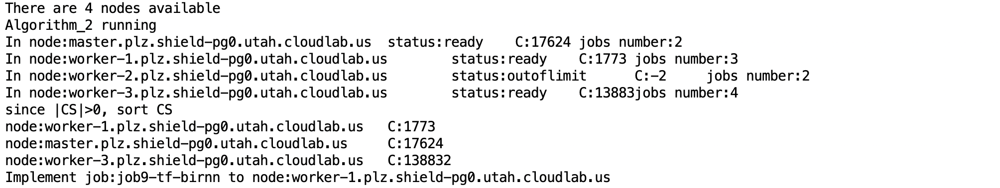 There are 4 nodes available
Algorithm_2 running
In node:master.plz.shield-pg0.utah.cloudlab.us  status:ready    C:17624 jobs number:2
In node:worker-1.plz.shield-pg0.utah.cloudlab.us        status:ready    C:1773 jobs number:3
In node:worker-2.plz.shield-pg0.utah.cloudlab.us        status:outoflimit      C:-2     jobs number:2
In node:worker-3.plz.shield-pg0.utah.cloudlab.us        status:ready    C:13883jobs number:4
since |CS|>0, sort CS
node:worker-1.plz.shield-pg0.utah.cloudlab.us   C:1773
node:master.plz.shield-pg0.utah.cloudlab.us     C:17624
node:worker-3.plz.shield-pg0.utah.cloudlab.us   C:138832
Implement job:job9-tf-birnn to node:worker-1.plz.shield-pg0.utah.cloudlab.us